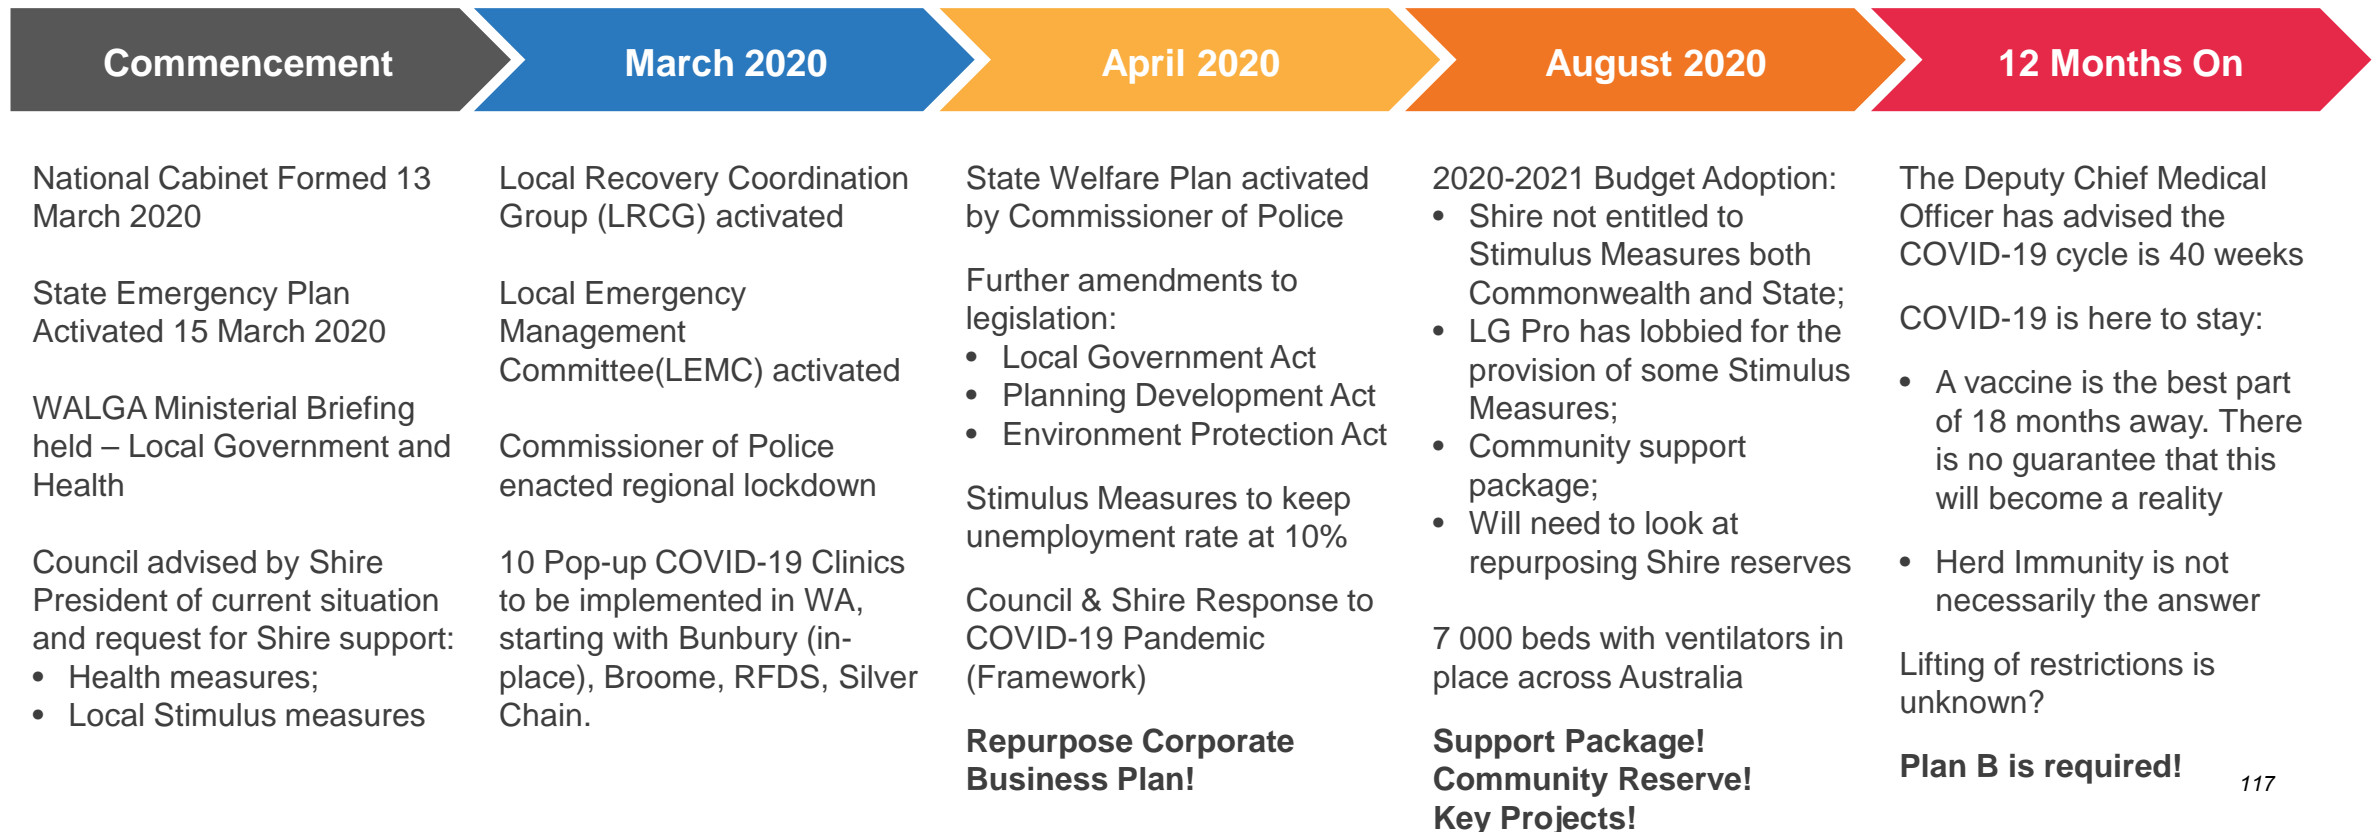 Commencement
March 2020
April 2020
August 2020
12 Months On
National Cabinet Formed 13
March 2020
State Emergency Plan
Activated 15 March 2020
WALGA Ministerial Briefing
held – Local Government and
Health
Council advised by Shire
President of current situation
and request for Shire support:
• Health measures;
• Local Stimulus measures
Local Recovery Coordination
Group (LRCG) activated
Local Emergency
Management
Committee(LEMC) activated
Commissioner of Police
enacted regional lockdown
10 Pop-up COVID-19 Clinics
to be implemented in WA,
starting with Bunbury (in-
place), Broome, RFDS, Silver
Chain.
State Welfare Plan activated
by Commissioner of Police
Further amendments to
legislation:
• Local Government Act
• Planning Development Act
• Environment Protection Act
Stimulus Measures to keep
unemployment rate at 10%
Council & Shire Response to
COVID-19 Pandemic
(Framework)
Repurpose Corporate
Business Plan!
2020-2021 Budget Adoption:
• Shire not entitled to
Stimulus Measures both
Commonwealth and State;
• LG Pro has lobbied for the
provision of some Stimulus
Measures;
• Community support
package;
• Will need to look at
repurposing Shire reserves
7 000 beds with ventilators in
place across Australia
Support Package!
Community Reserve!
Key Projects!
The Deputy Chief Medical
Officer has advised the
COVID-19 cycle is 40 weeks
COVID-19 is here to stay:
• A vaccine is the best part
of 18 months away. There
is no guarantee that this
will become a reality
• Herd Immunity is not
necessarily the answer
Lifting of restrictions is
unknown?
Plan B is required!
117